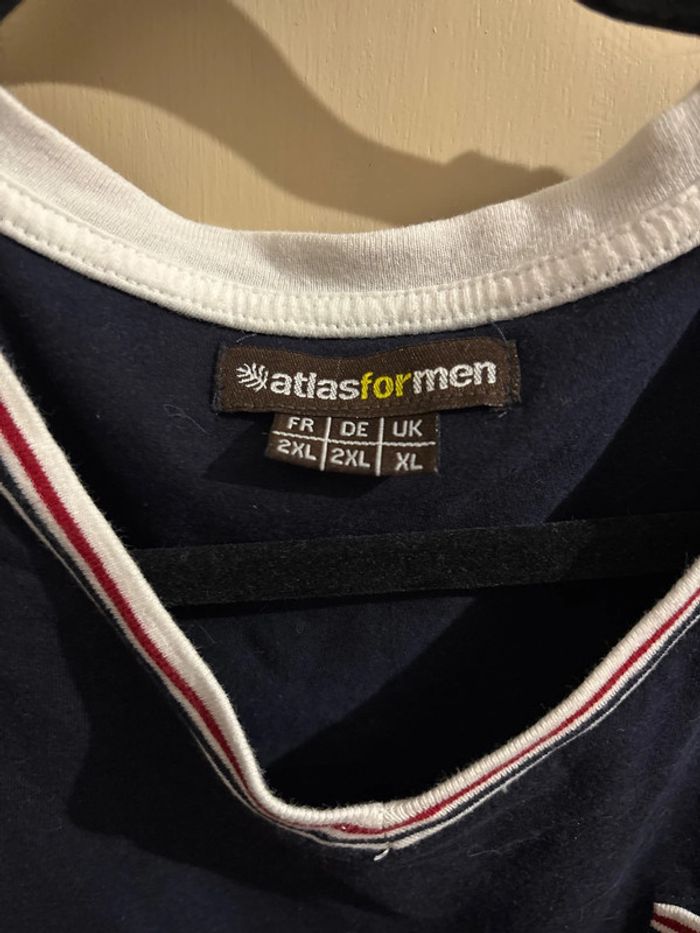 atlasformen
FR DE UK
2XL 2XL XL